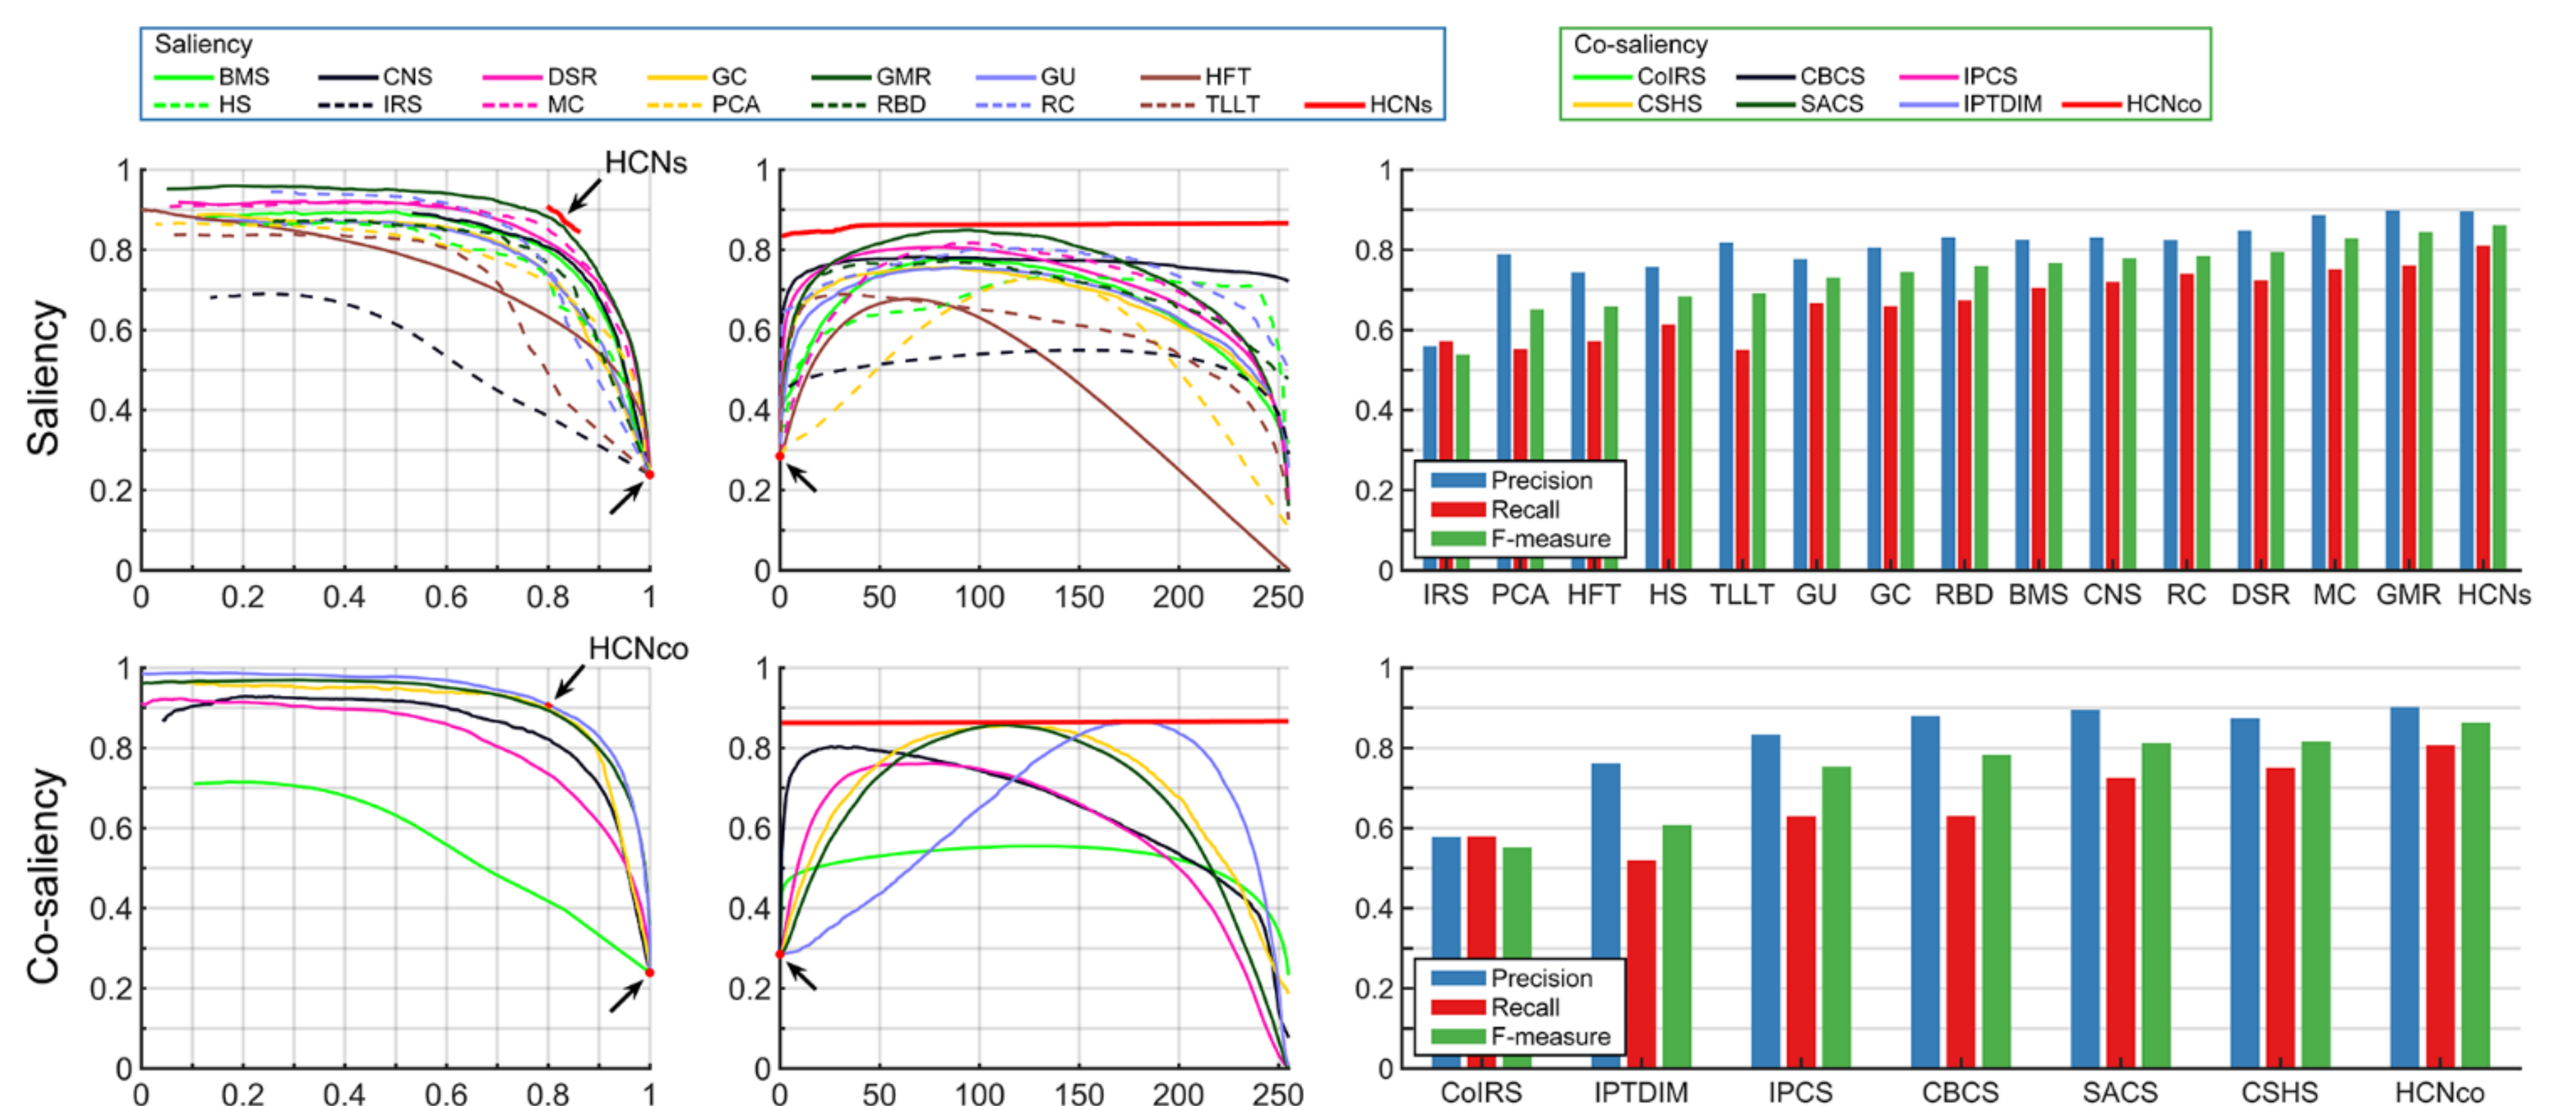 Saliency
BMS CNS DSR GC GMR GU HFT
HS IRS MC PCA RBD RC TLLT HCNs
Co-saliency
CoIRS CBCS IPCS
CSHS SACS IPTDIM HCNco
Saliency
HCNs
1
0.8
0.6
0.4
0.2
0
0 0.2 0.4 0.6 0.8 1
1
0.8
0.6
0.4
0.2
0
0 50 100 150 200 250
1
0.8
0.6
0.4
0.2
0
Precision
Recall
F-measure
IRS PCA HFT HS TLLT GU GC RBD BMS CNS RC DSR MC GMR HCNs
Co-saliency
HCNco
1
0.8
0.6
0.4
0.2
0
0 0.2 0.4 0.6 0.8 1
1
0.8
0.6
0.4
0.2
0
0 50 100 150 200 250
1
0.8
0.6
0.4
0.2
0
Precision
Recall
F-measure
CoIRS IPTDIM IPCS CBCS SACS CSHS HCNco